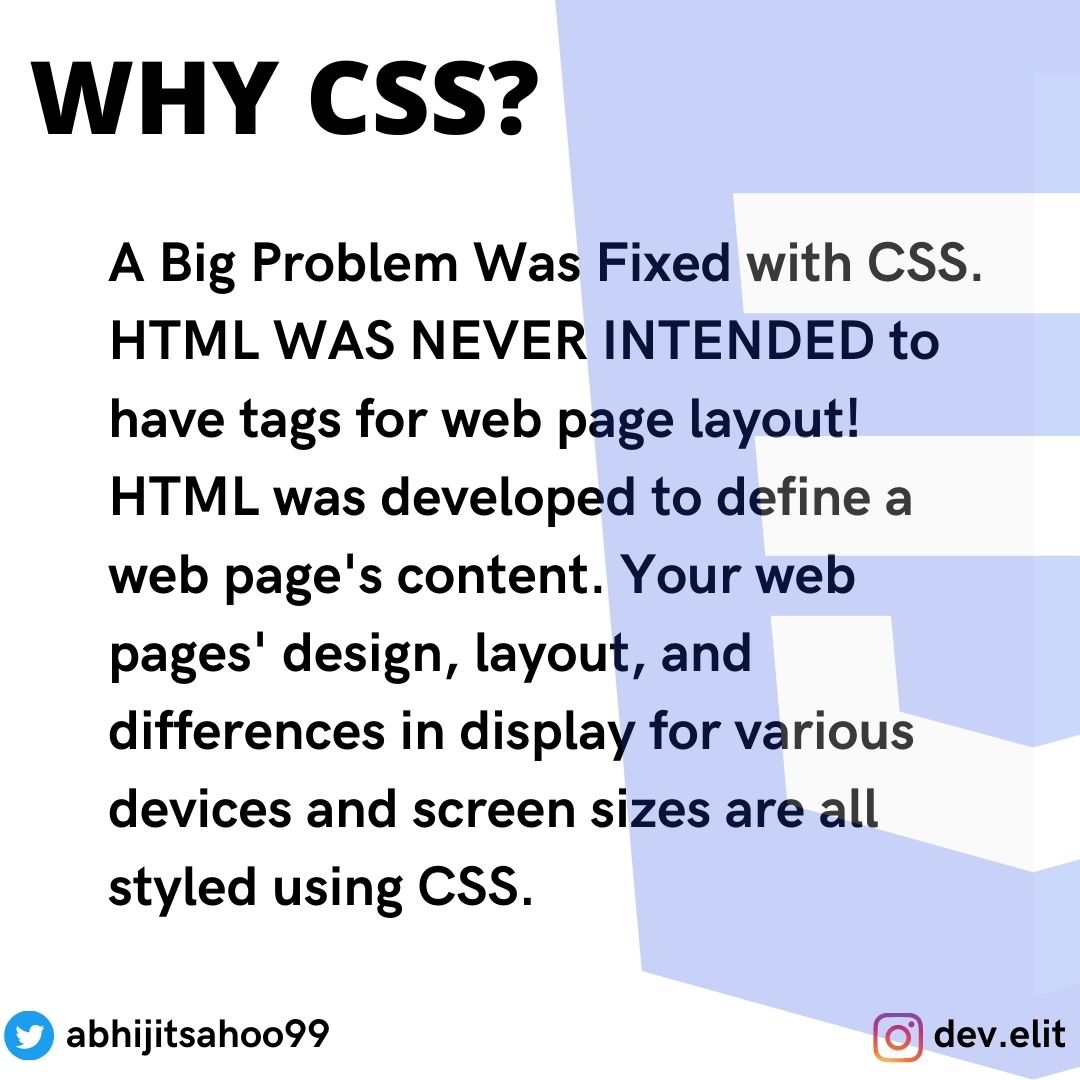 WHY CSS?
A Big Problem Was Fixed with CSS.
HTML WAS NEVER INTENDED to
have tags for web page layout!
HTML was developed to define a
web page's content. Your web
pages' design, layout, and
differences in display for various
devices and screen sizes are all
styled using CSS.
abhijitsahoo99
dev.elit